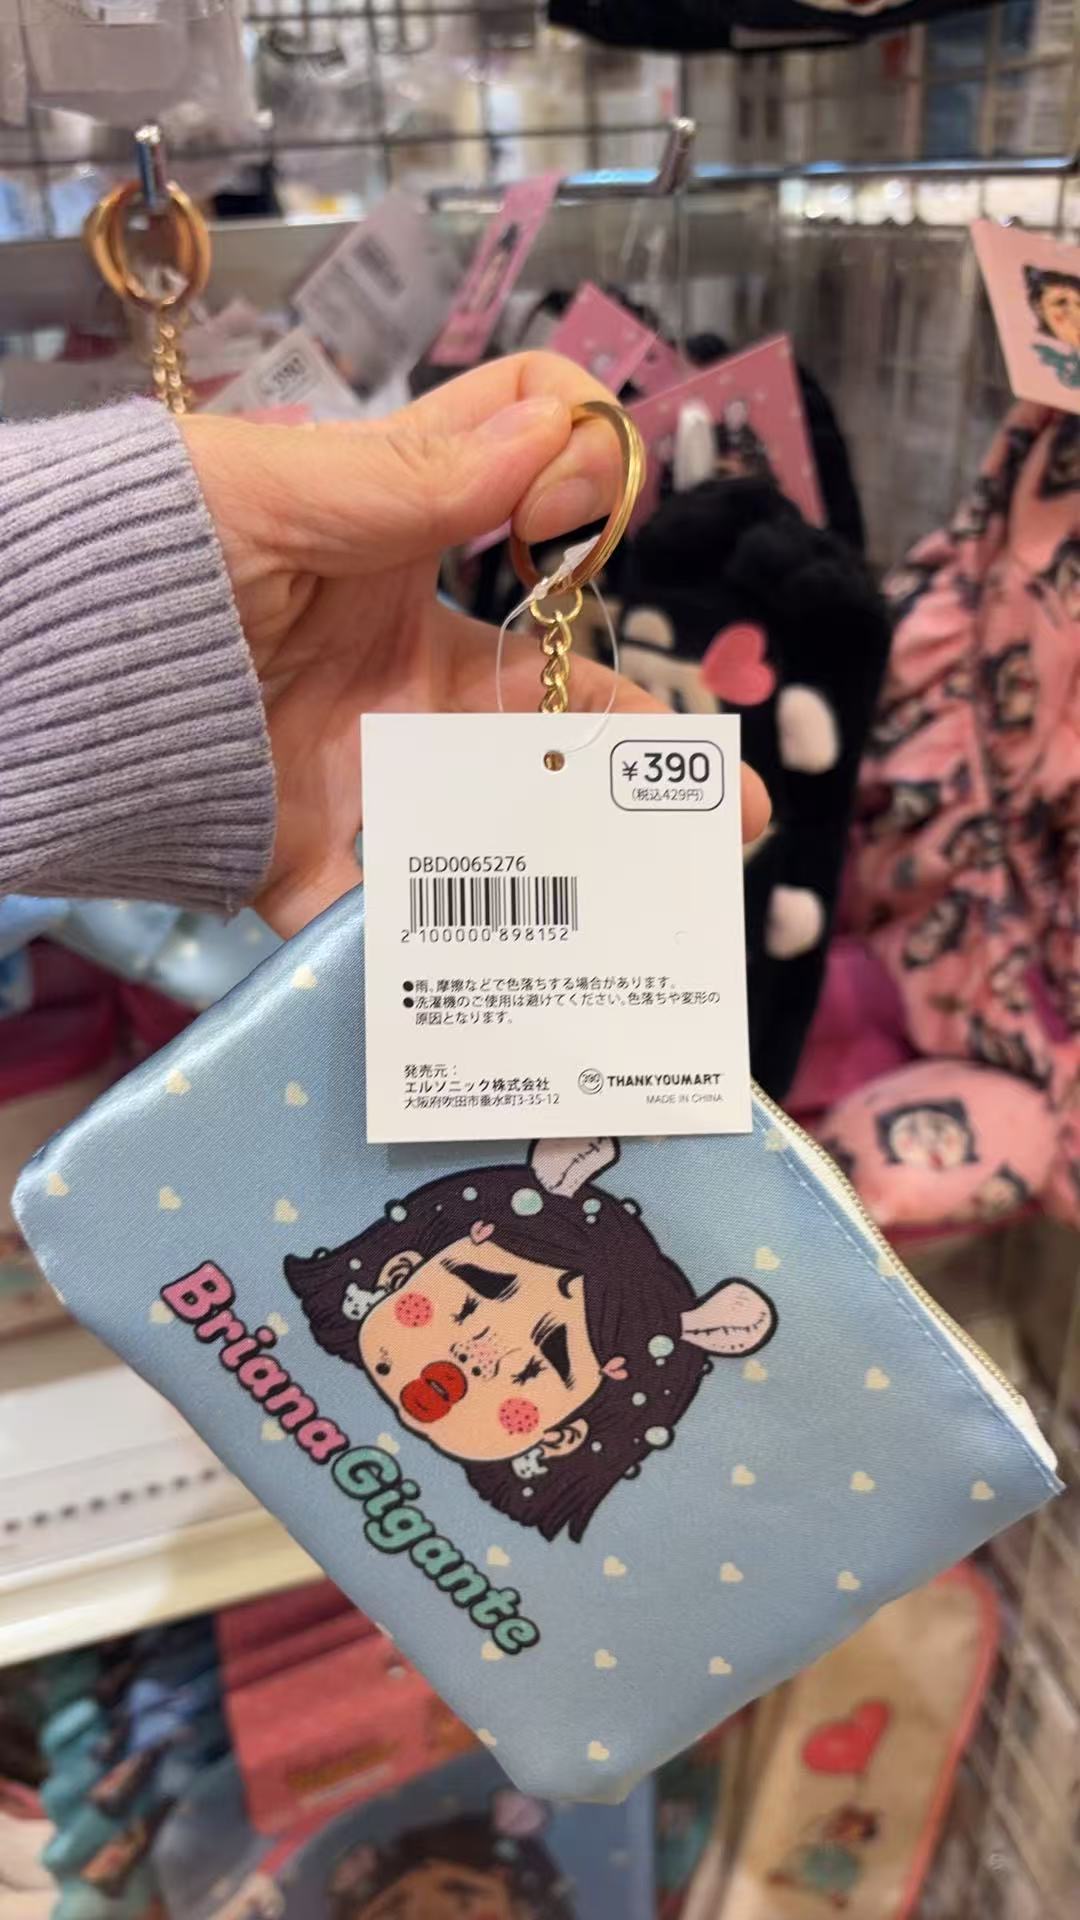 ¥390
(税込429円)
DBD0065276
2 100000 898152
●雨、摩擦などで色落ちする場合があります。
●洗濯機のご使用は避けてください。色落ちや変形の
原因となります。
発売元：
エルソニック株式会社
大阪府吹田市垂水町3-35-12
390 THANKYOUMART
MADE IN CHINA
Briana
Gigante